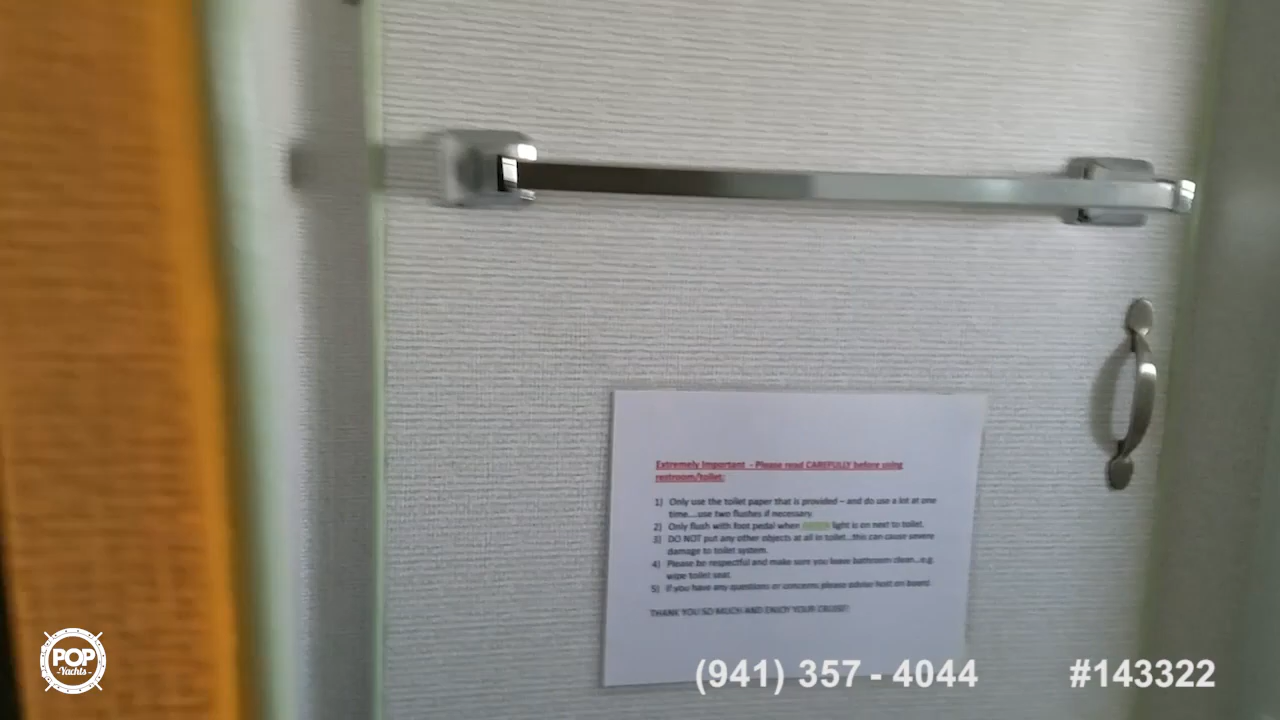 Extremely Important - Please read CAREFULLY before using
restroom/toilet:
1) Only use the toilet paper that is provided – and do use a lot at one
time....use two flushes if necessary.
2) Only flush with foot pedal when light is on next to toilet.
3) DO NOT put any other objects at all in toilet...this can cause severe
damage to toilet system.
4) Please be respectful and make sure you leave bathroom clean...e.g.
wipe toilet seat.
5) If you have any questions or concerns please advise host on board.
THANK YOU SO MUCH AND ENJOY YOUR CRUISE!
POP
-Yachts-
(941) 357 - 4044 #143322